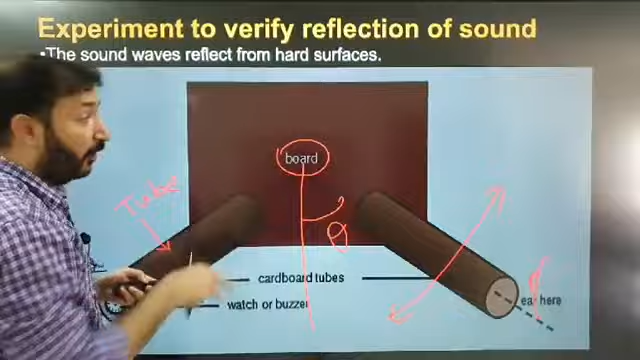 Experiment to verify reflection of sound
•The sound waves reflect from hard surfaces.
board
Tube
θ
cardboard tubes
watch or buzzer
ear here